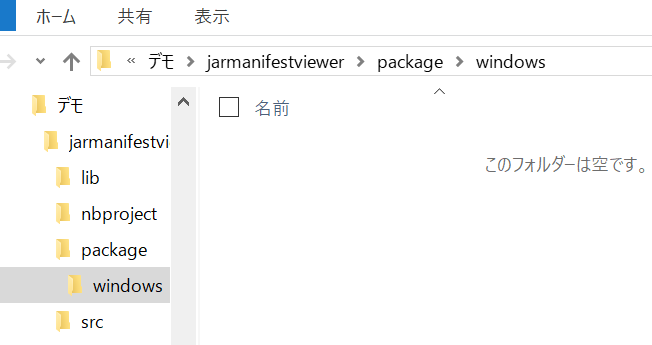 ホーム 共有 表示
« デモ > jarmanifestviewer > package > windows
デモ
jarmanifestvi
lib
nbproject
package
windows
src
名前
このフォルダーは空です。